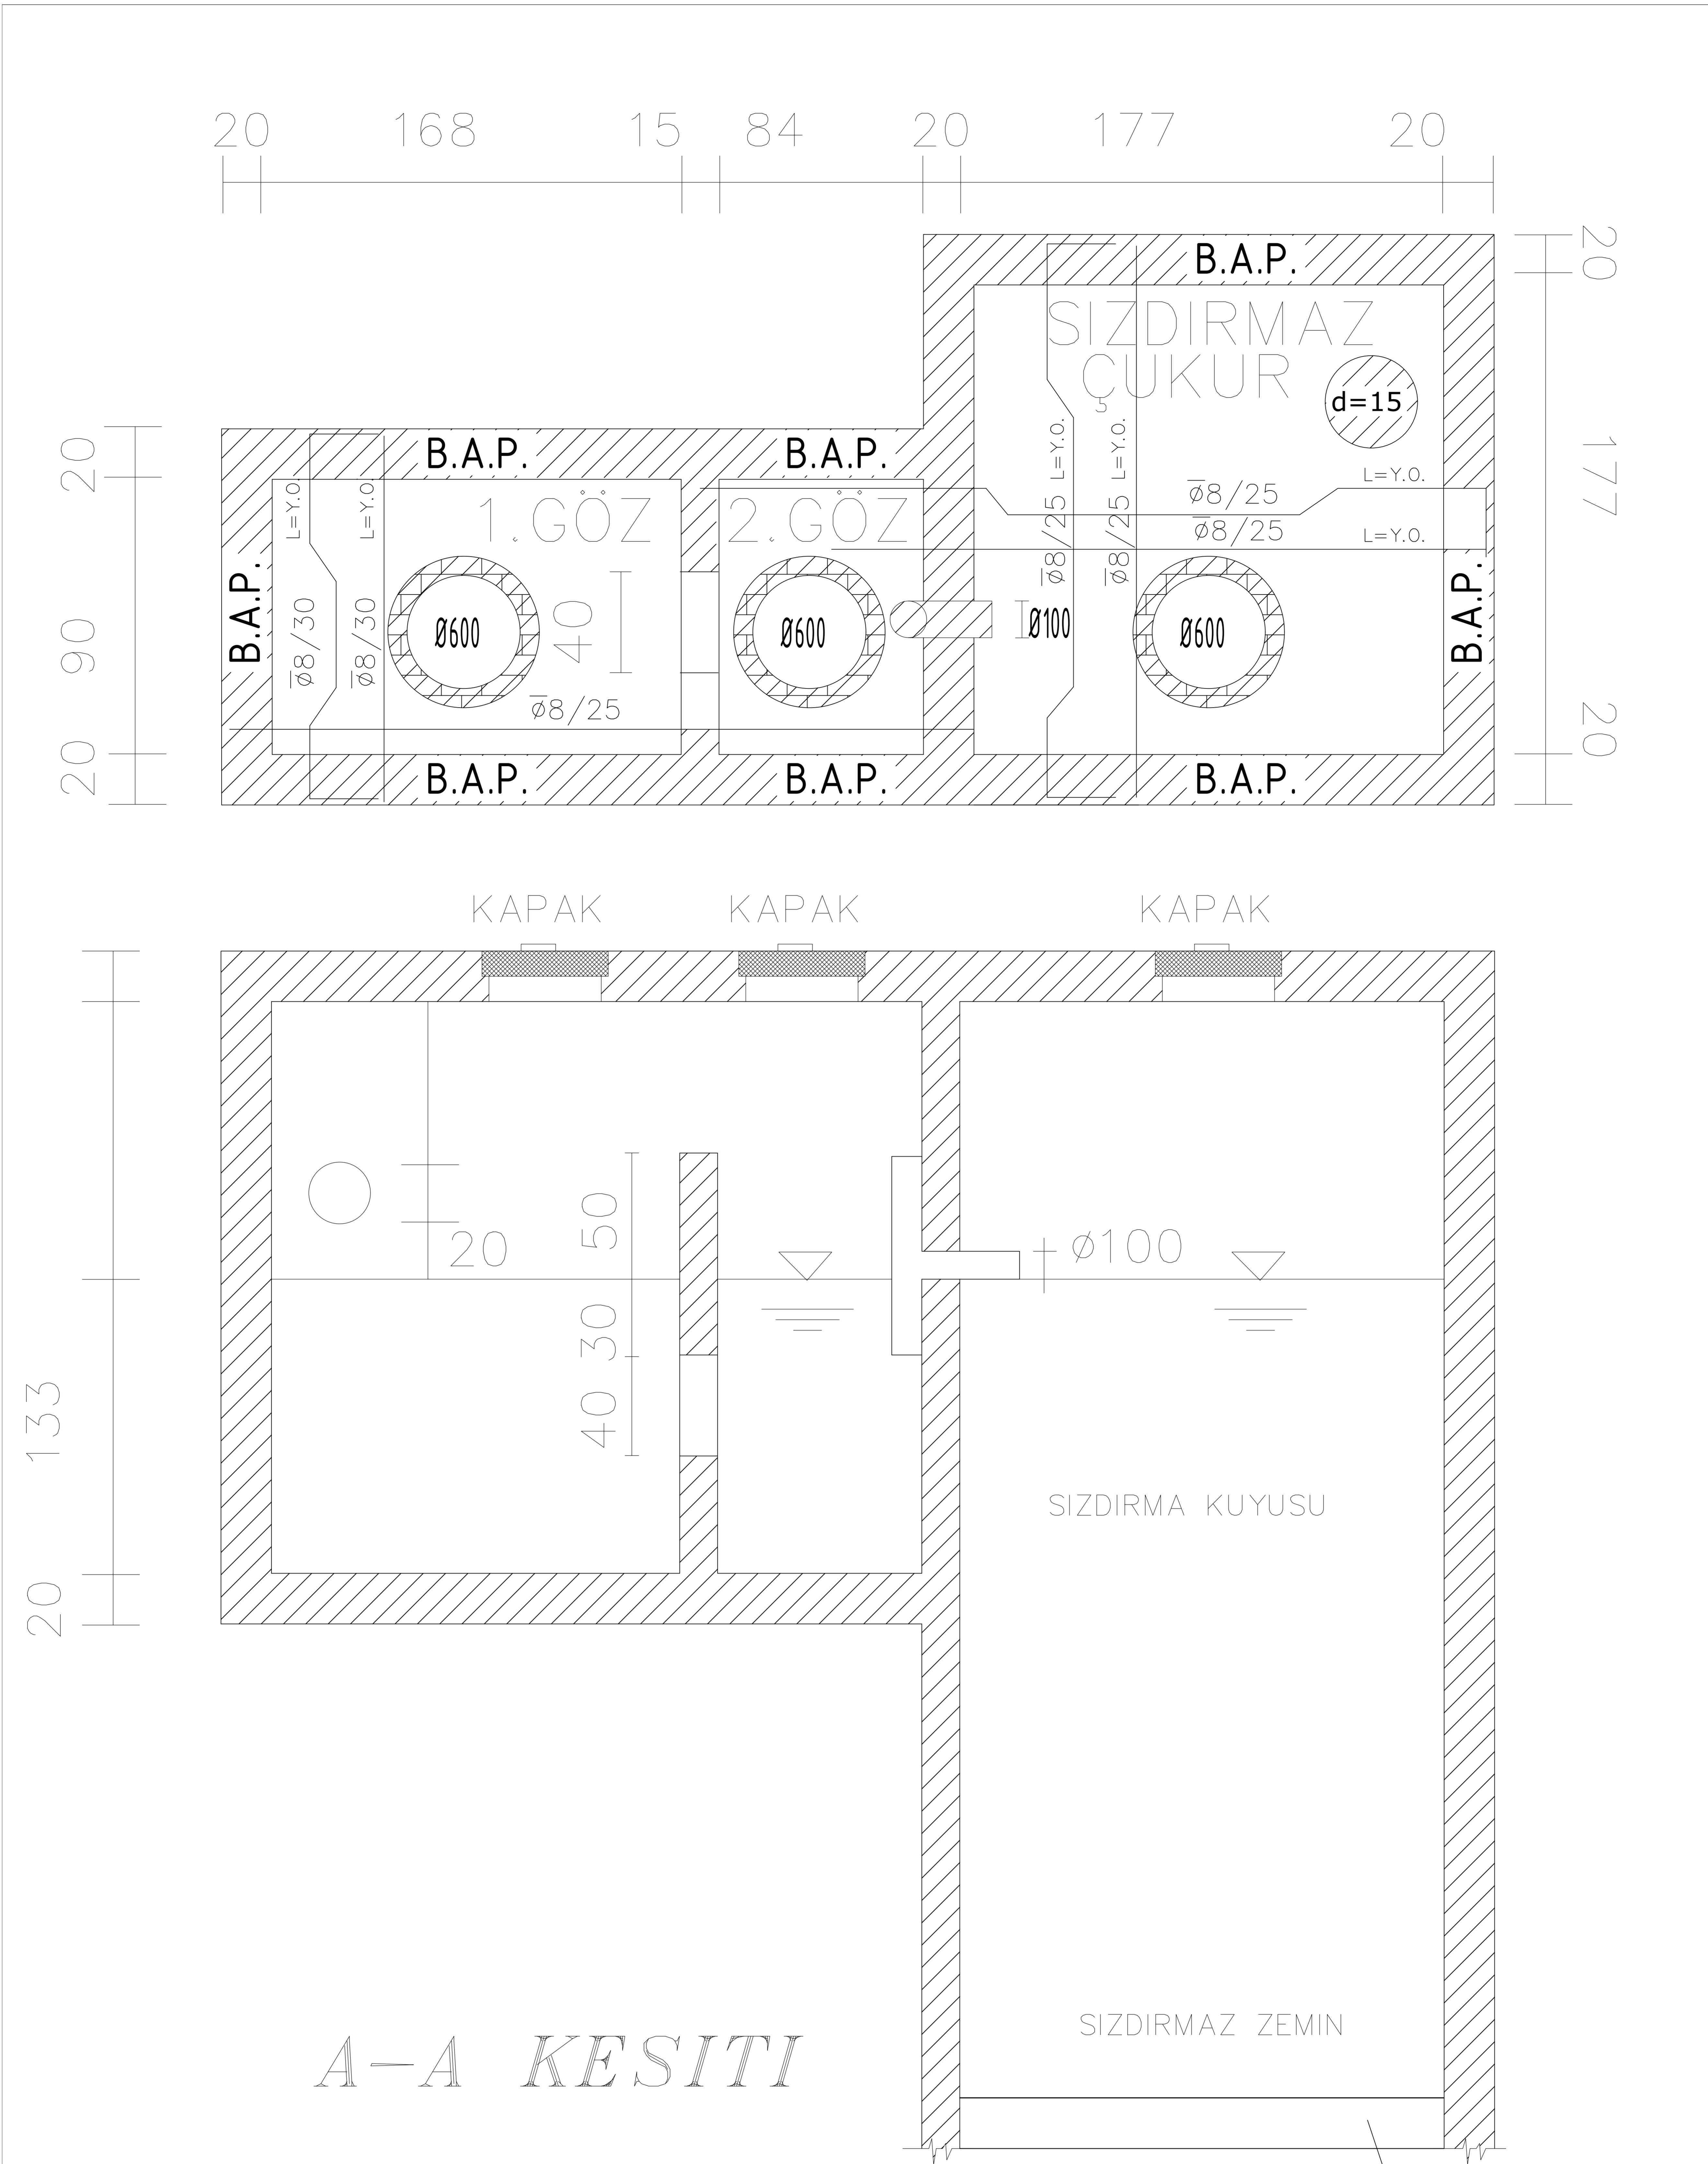 20 168 15 84 20 177 20
B.A.P.
20
SIZDIRMAZ
ÇUKUR
d=15
20
B.A.P. B.A.P.
177
L=Y.O. L=Y.O.
L=Y.O. L=Y.O.
ø8/25 L=Y.O.
ø8/25 L=Y.O.
1.GÖZ 2.GÖZ
ø8/25 ø8/25
B.A.P.
B.A.P.
90
ø8/30 ø8/30
Ø600
40
Ø600
Ø100
Ø600
ø8/25
20
20
B.A.P. B.A.P. B.A.P.
KAPAK KAPAK KAPAK
20
50
ø100
30
40
133
SIZDIRMA KUYUSU
20
SIZDIRMAZ ZEMIN
A-A KESITI